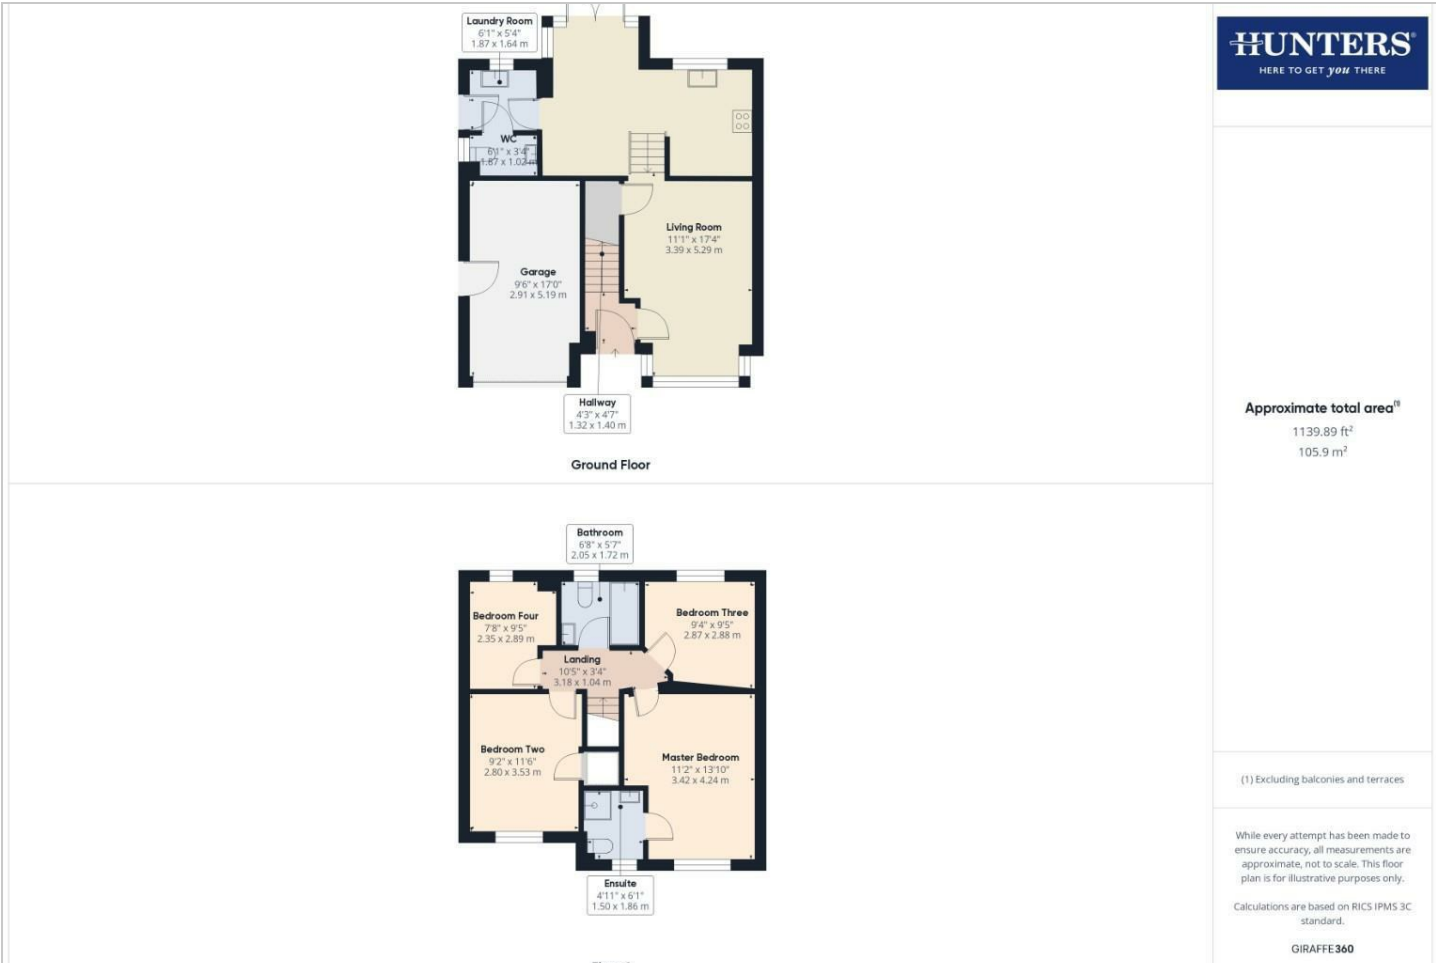 Laundry Room
6'1" x 5'4"
1.87 x 1.64 m
WC
6'1" x 3'4"
1.87 x 1.02 m
Living Room
11'1" x 17'4"
3.39 x 5.29 m
Garage
9'6" x 17'0"
2.91 x 5.19 m
Hallway
4'3" x 4'7"
1.32 x 1.40 m
Ground Floor
Bathroom
6'8" x 5'7"
2.05 x 1.72 m
Bedroom Four
7'8" x 9'5"
2.35 x 2.89 m
Bedroom Three
9'4" x 9'5"
2.87 x 2.88 m
Landing
10'5" x 3'4"
3.18 x 1.04 m
Bedroom Two
9'2" x 11'6"
2.80 x 3.53 m
Master Bedroom
11'2" x 13'10"
3.42 x 4.24 m
Ensuite
4'11" x 6'1"
1.50 x 1.86 m
HUNTERS®
HERE TO GET you THERE
Approximate total area(1)
1139.89 ft²
105.9 m²
(1) Excluding balconies and terraces
While every attempt has been made to
ensure accuracy, all measurements are
approximate, not to scale. This floor
plan is for illustrative purposes only.
Calculations are based on RICS IPMS 3C
standard.
GIRAFFE360